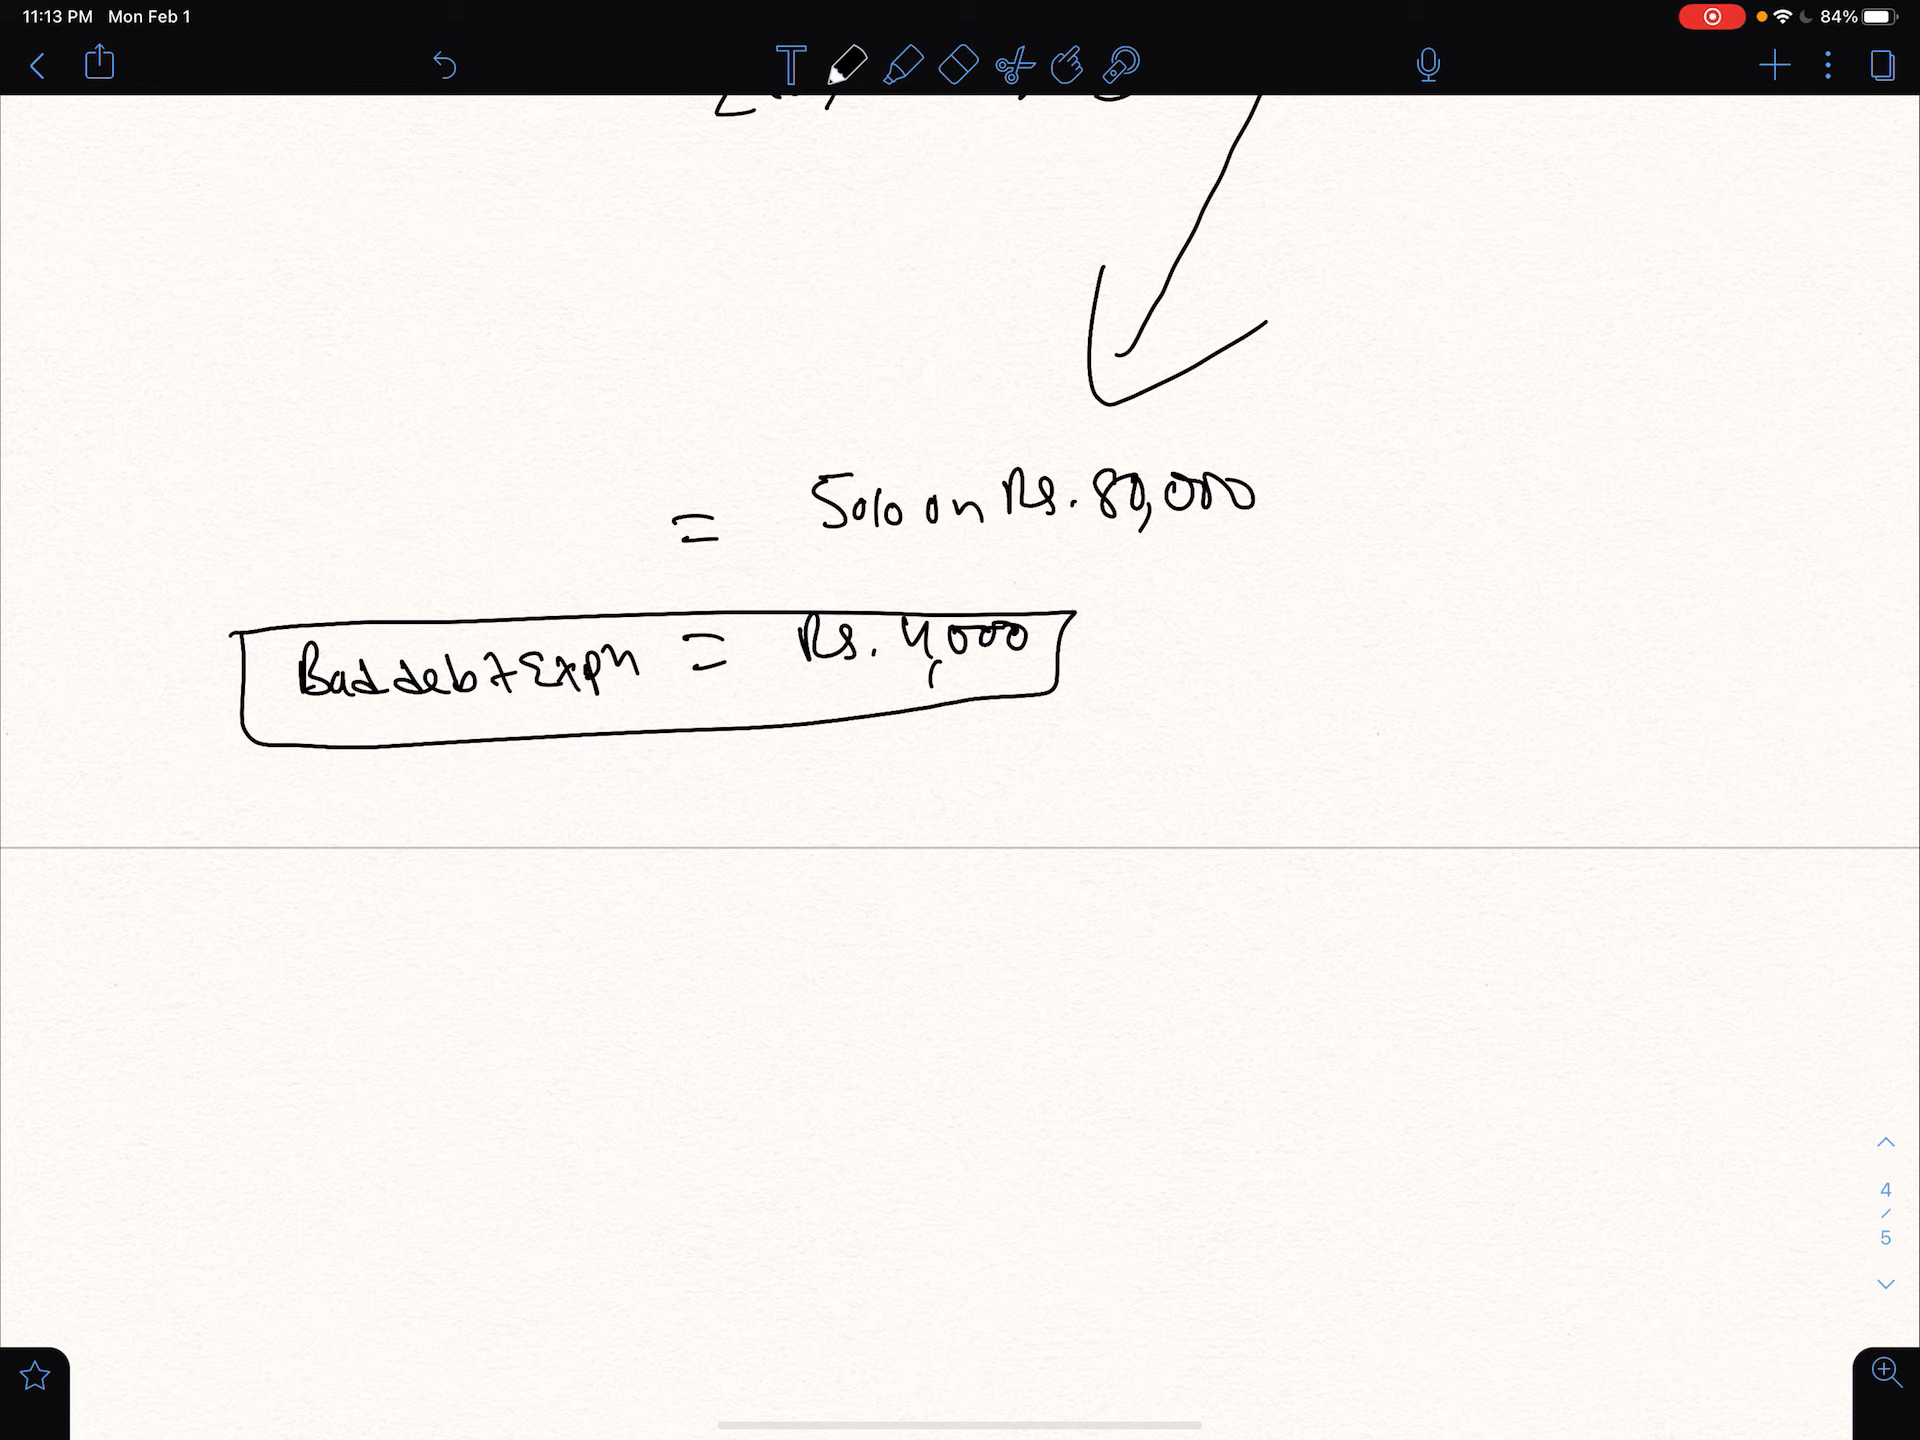 11:13 PM Mon Feb 1
84%
= 5% on Rs. 80,000
Bad debt Expn = Rs. 4,000
4
/
5